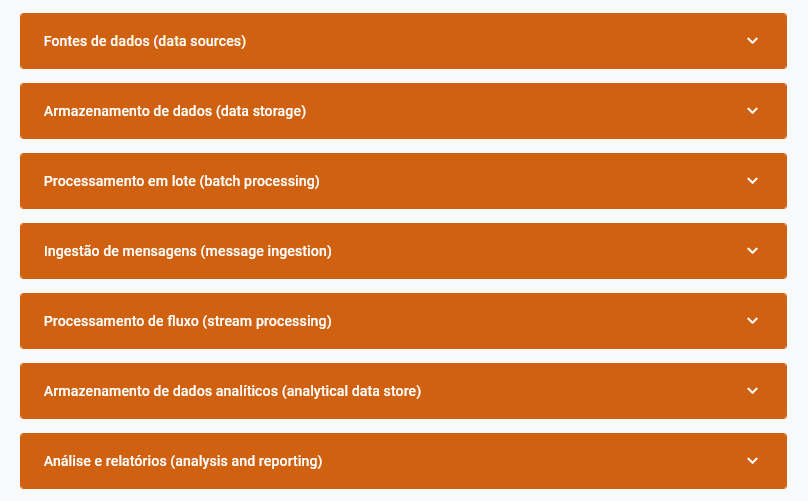 Fontes de dados (data sources)
Armazenamento de dados (data storage)
Processamento em lote (batch processing)
Ingestão de mensagens (message ingestion)
Processamento de fluxo (stream processing)
Armazenamento de dados analíticos (analytical data store)
Análise e relatórios (analysis and reporting)